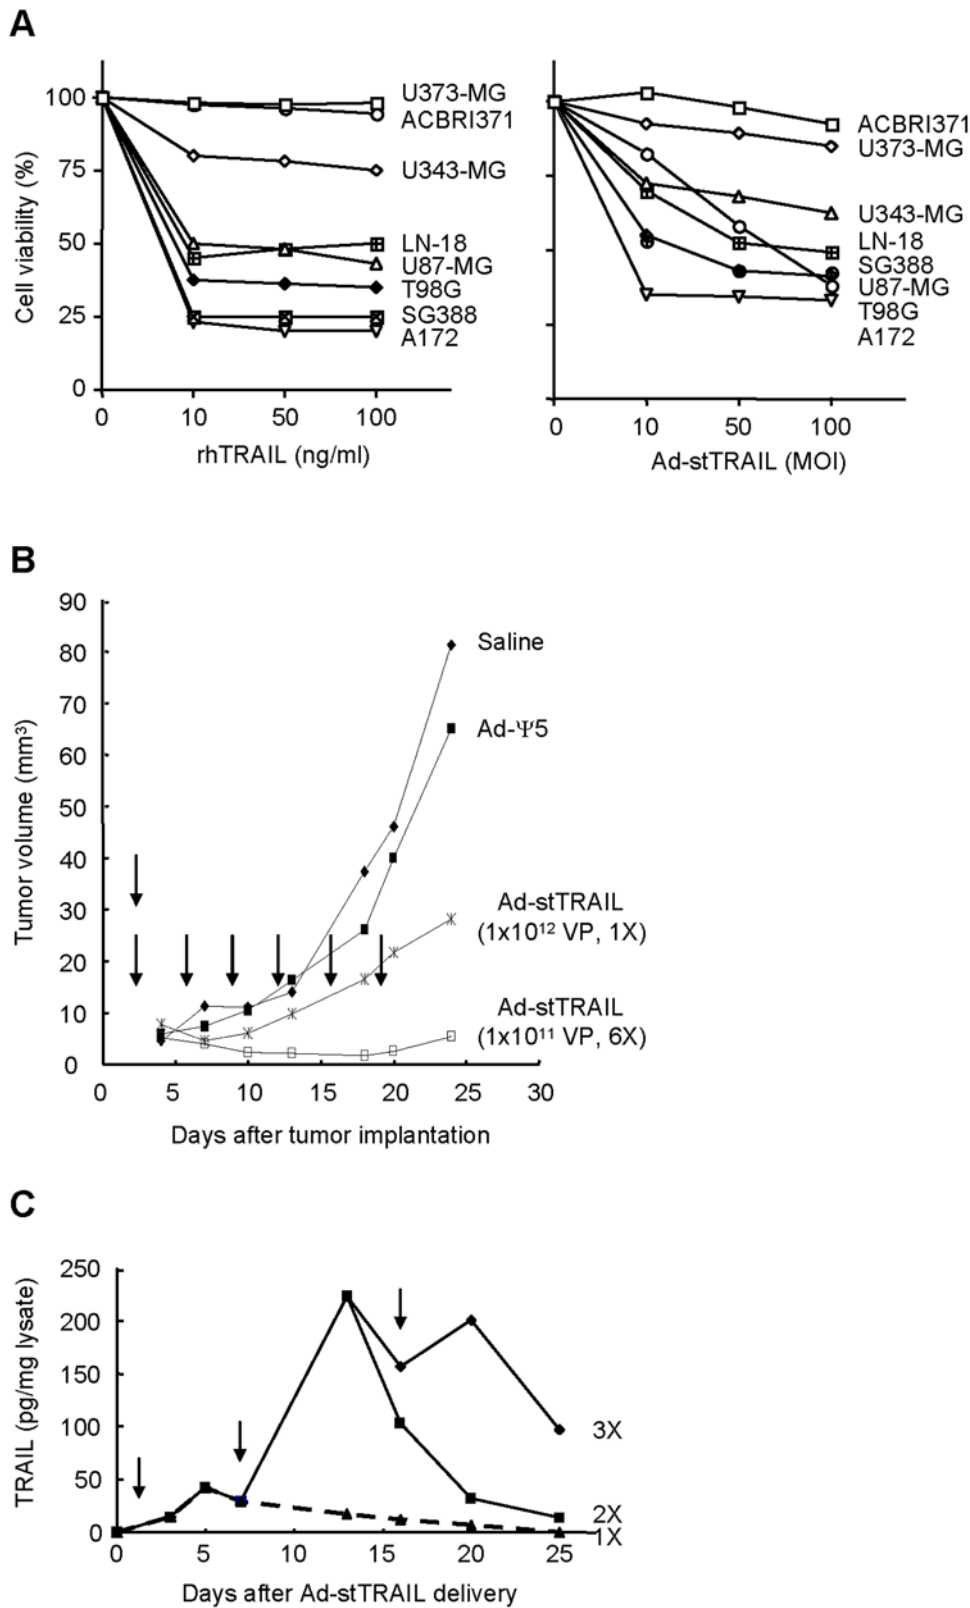 A
100
75
50
25
0
Cell viability (%)
0 10 50 100
rhTRAIL (ng/ml)
U373-MG
ACBRI371
U343-MG
LN-18
U87-MG
T98G
SG388
A172
0 10 50 100
Ad-stTRAIL (MOI)
ACBRI371
U373-MG
U343-MG
LN-18
SG388
U87-MG
T98G
A172
B
90
80
70
60
50
40
30
20
10
0
Tumor volume (mm³)
Saline
Ad-Ψ5
Ad-stTRAIL
(1x10¹² VP, 1X)
Ad-stTRAIL
(1x10¹¹ VP, 6X)
0 5 10 15 20 25 30
Days after tumor implantation
C
250
200
150
100
50
0
TRAIL (pg/mg lysate)
3X
2X
1X
0 5 10 15 20 25
Days after Ad-stTRAIL delivery